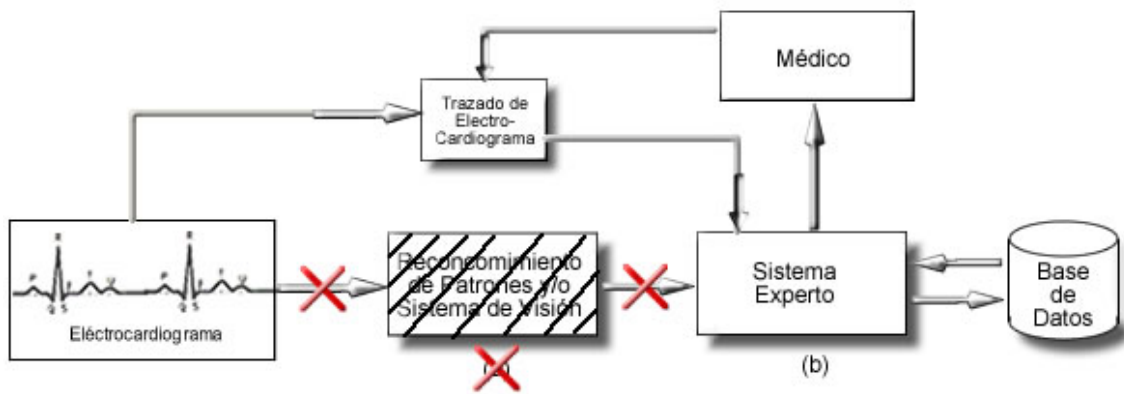 Médico
Trazado de
Electro-
Cardiograma
R
R
P
T
U
P
T
U
Q
S
Q
S
Eléctrocardiograma
Reconcomimiento
de Patrones y/o
Sistema de Visión
Sistema
Experto
(b)
Base
de
Datos